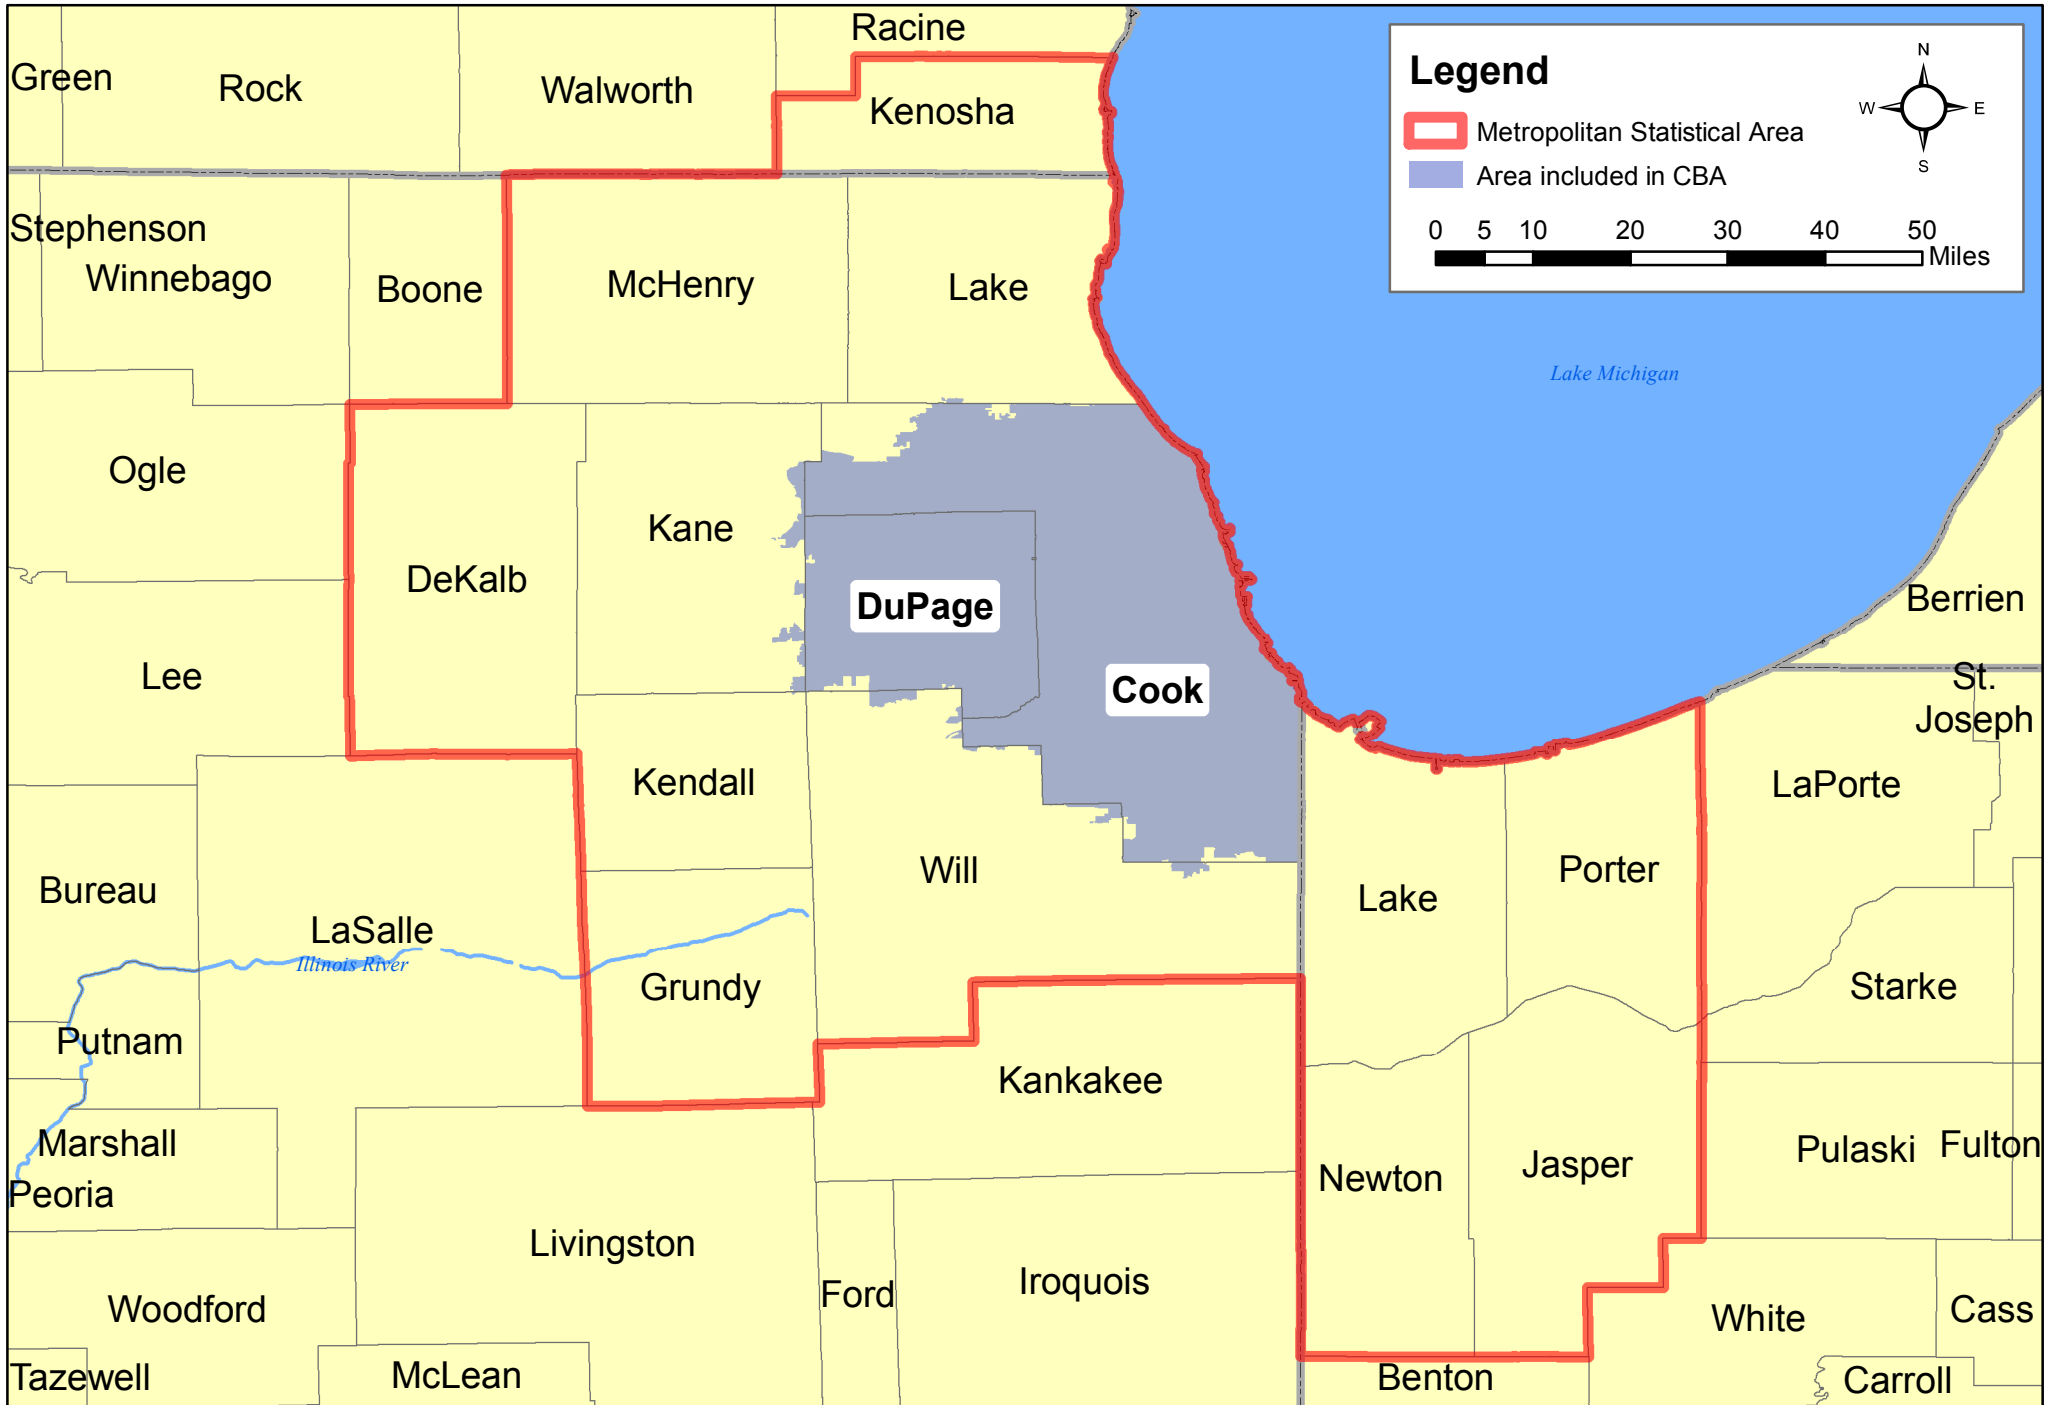 Racine
Green
Rock
Walworth
Kenosha
Legend
Metropolitan Statistical Area
Area included in CBA
N
W
E
S
0 5 10 20 30 40 50
Miles
Stephenson
Winnebago
Boone
McHenry
Lake
Lake Michigan
Ogle
Kane
DeKalb
DuPage
Berrien
Lee
Cook
St.
Joseph
Kendall
LaPorte
Bureau
Will
Lake
Porter
LaSalle
Illinois River
Grundy
Starke
Putnam
Kankakee
Marshall
Peoria
Newton
Jasper
Pulaski
Fulton
Livingston
Ford
Iroquois
Woodford
White
Cass
Tazewell
McLean
Benton
Carroll